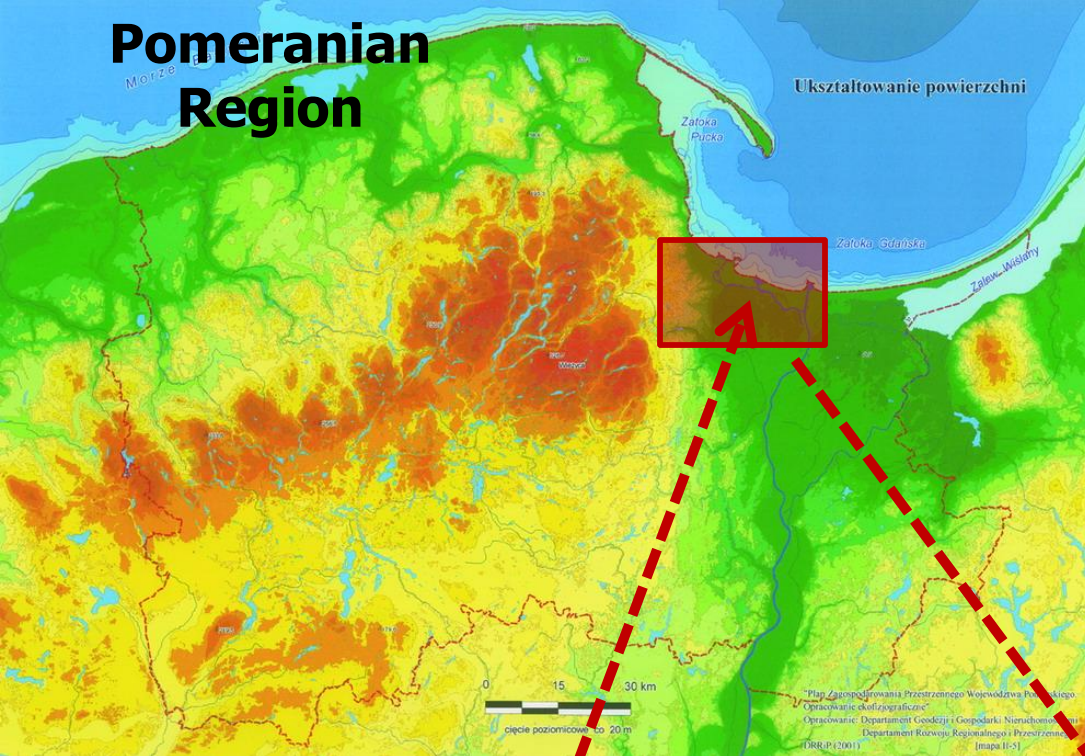 Pomeranian
Region
Morze
Ukształtowanie powierzchni
Zatoka
Pucka
Zatoka Gdańska
Zalew Wiślany
Wieżyca
0 15 30 km
cięcie poziomicowe co 20 m
"Plan Zagospodarowania Przestrzennego Województwa Pomorskiego.
Opracowanie ekofizjograficzne"
Opracowanie: Departament Geodezji i Gospodarki Nieruchomościami
Departament Rozwoju Regionalnego i Przestrzennego
DRRiP (2001) [mapa II-5]